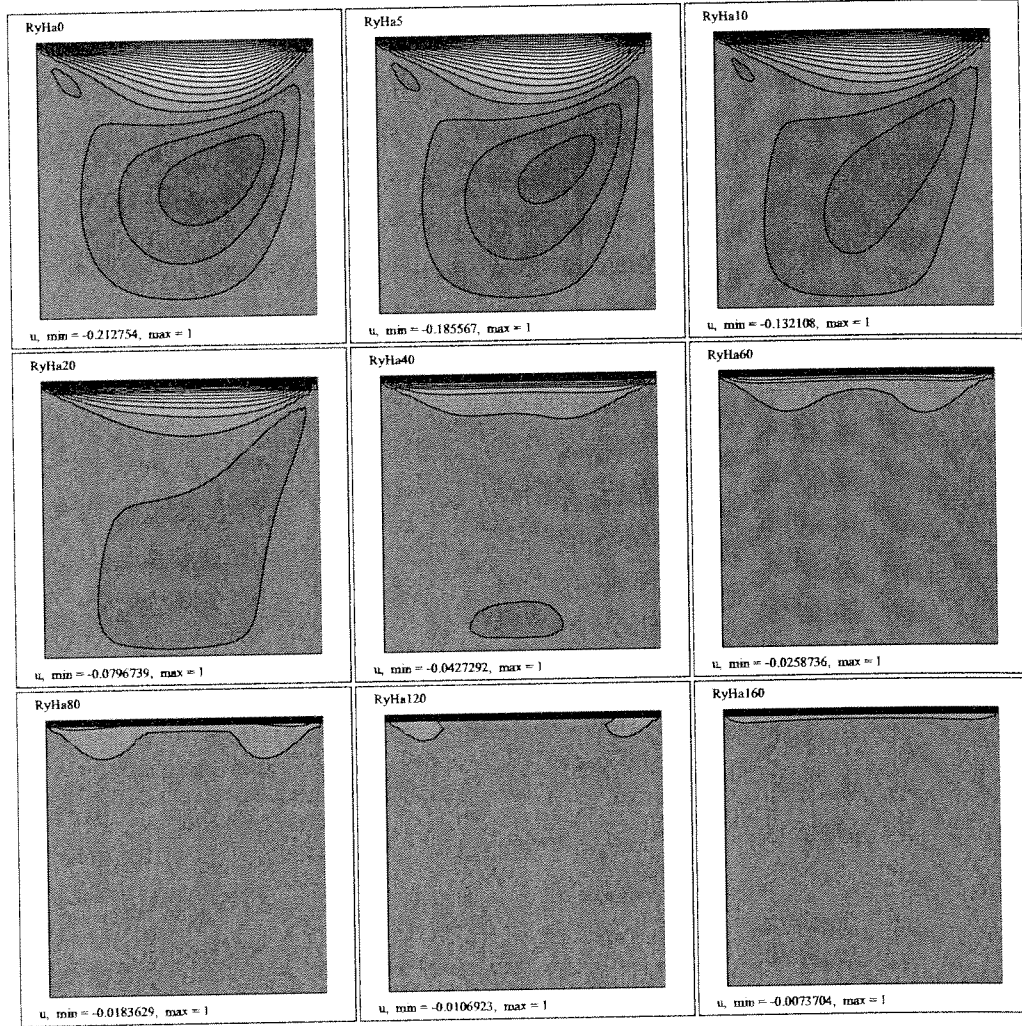 RyHa0
u, min = -0.212754, max = 1
RyHa5
u, min = -0.185567, max = 1
RyHa10
u, min = -0.132108, max = 1
RyHa20
u, min = -0.0796739, max = 1
RyHa40
u, min = -0.0427292, max = 1
RyHa60
u, min = -0.0258736, max = 1
RyHa80
u, min = -0.0183629, max = 1
RyHa120
u, min = -0.0106923, max = 1
RyHa160
u, min = -0.0073704, max = 1